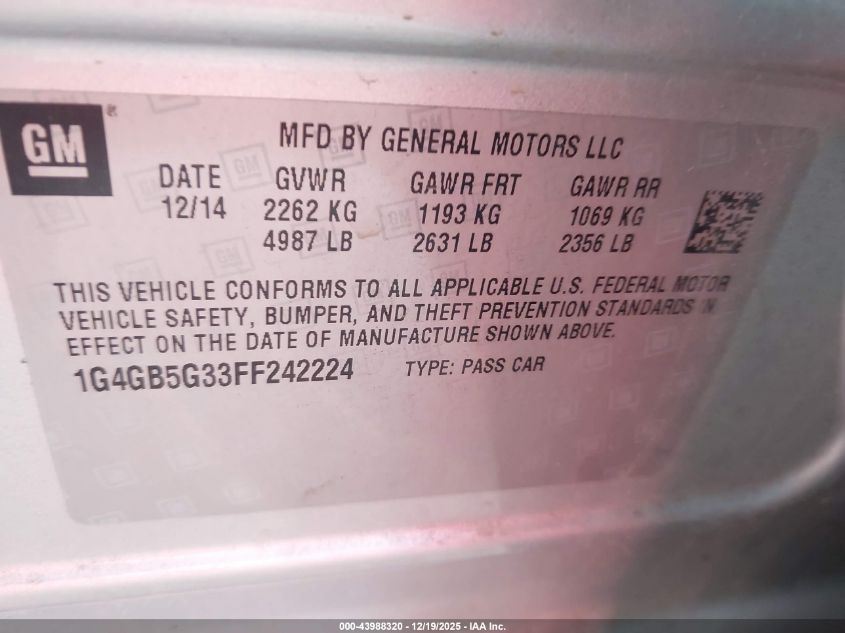 GM
MFD BY GENERAL MOTORS LLC
DATE GVWR GAWR FRT GAWR RR
12/14 2262 KG 1193 KG 1069 KG
4987 LB 2631 LB 2356 LB
THIS VEHICLE CONFORMS TO ALL APPLICABLE U.S. FEDERAL MOTOR
VEHICLE SAFETY, BUMPER, AND THEFT PREVENTION STANDARDS IN
EFFECT ON THE DATE OF MANUFACTURE SHOWN ABOVE.
1G4GB5G33FF242224 TYPE: PASS CAR
000-43988320 - 12/19/2025 - IAA Inc.